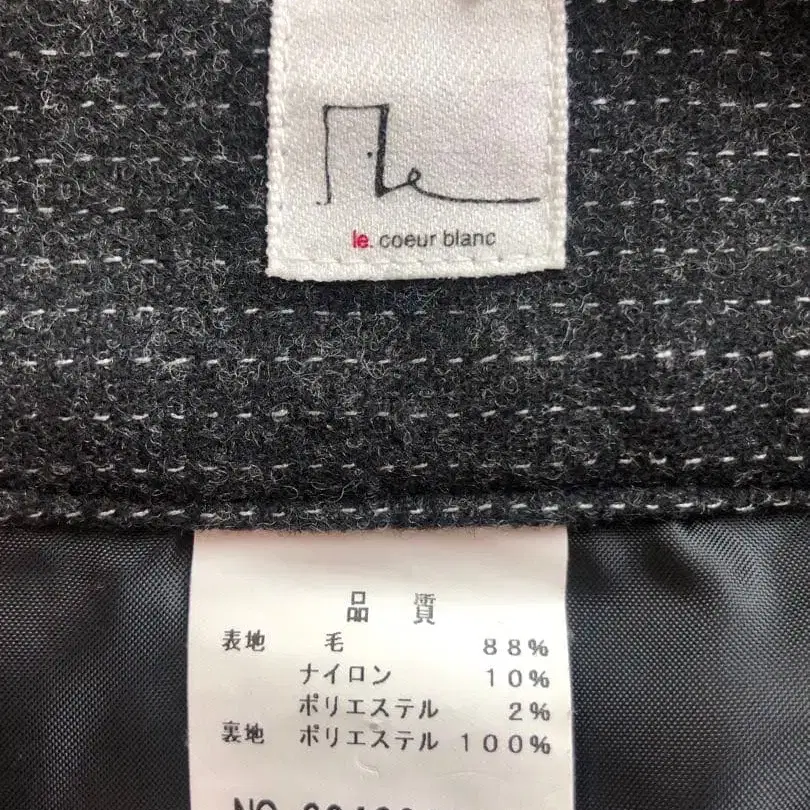 le
le. coeur blanc
品 質
表地 毛 88%
ナイロン 10%
ポリエステル 2%
裏地 ポリエステル 100%